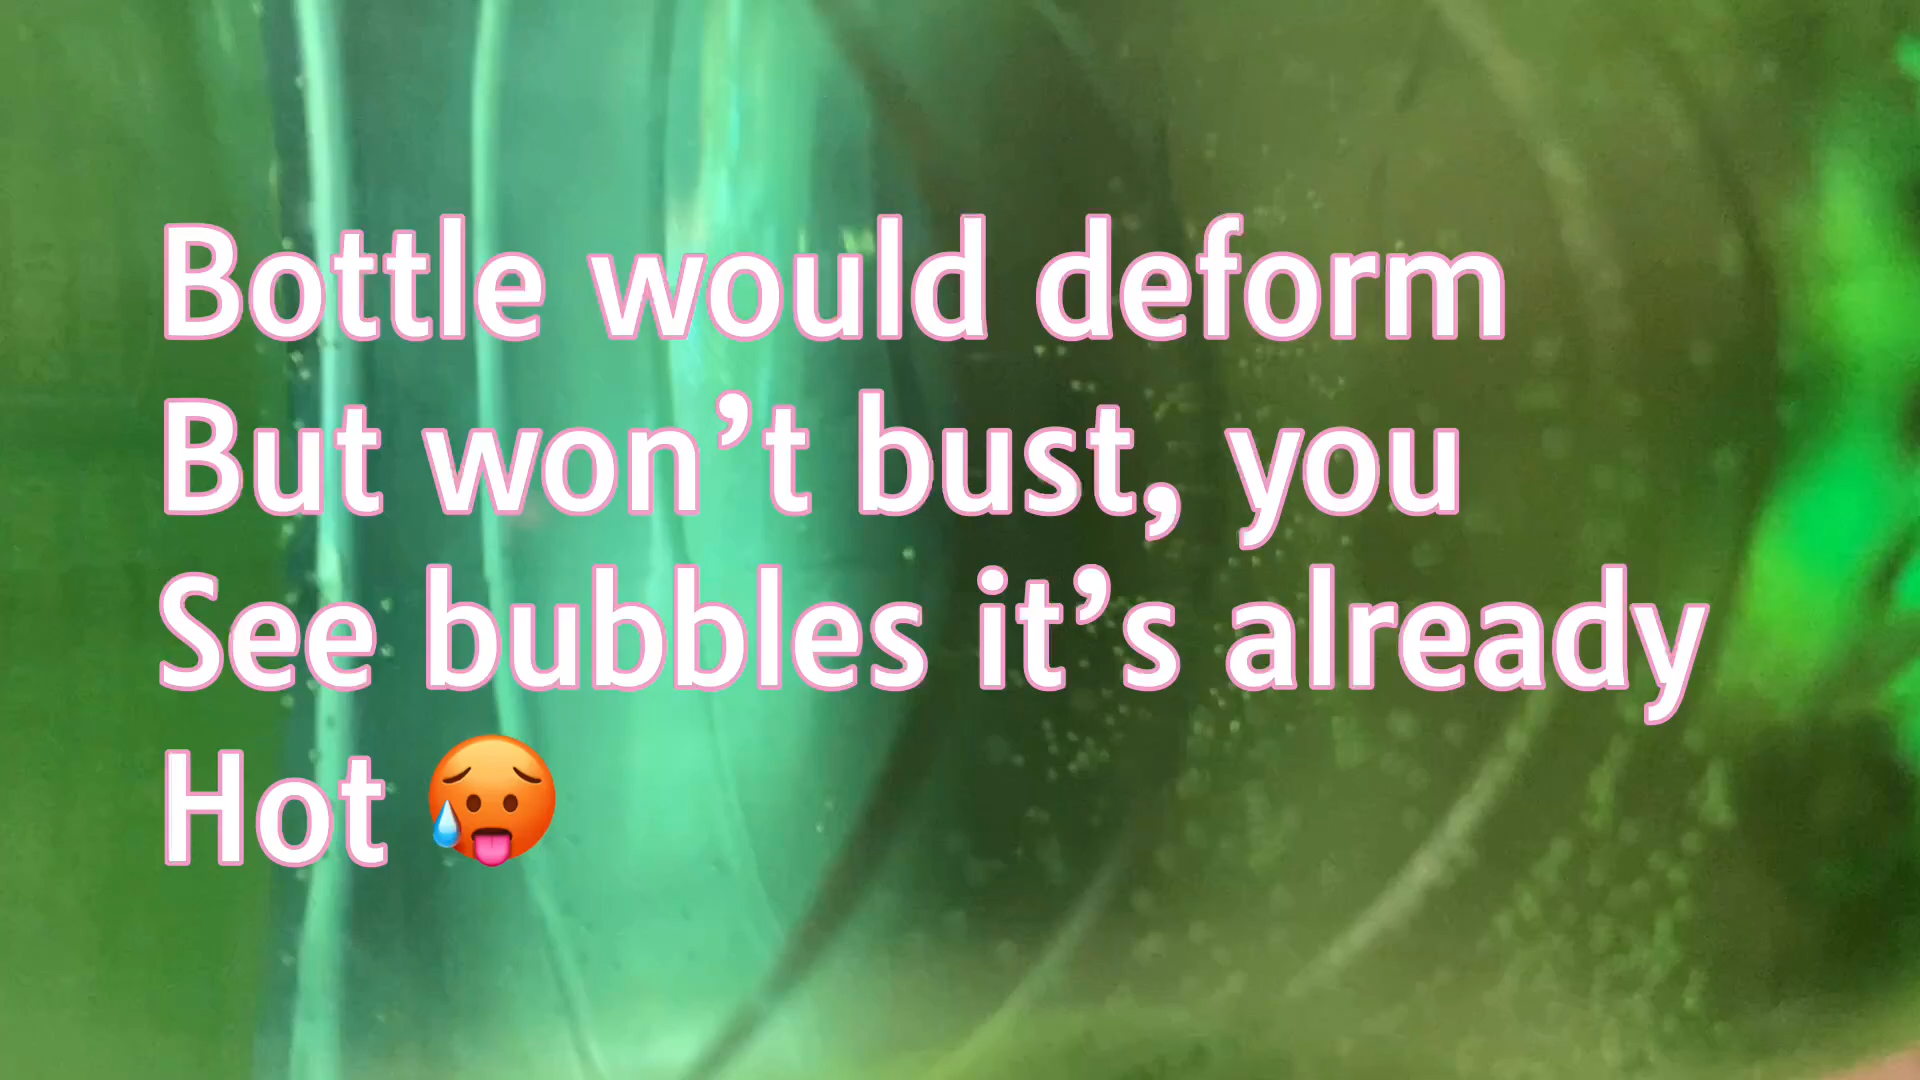 Bottle would deform
But won’t bust, you
See bubbles it’s already
Hot 🥵